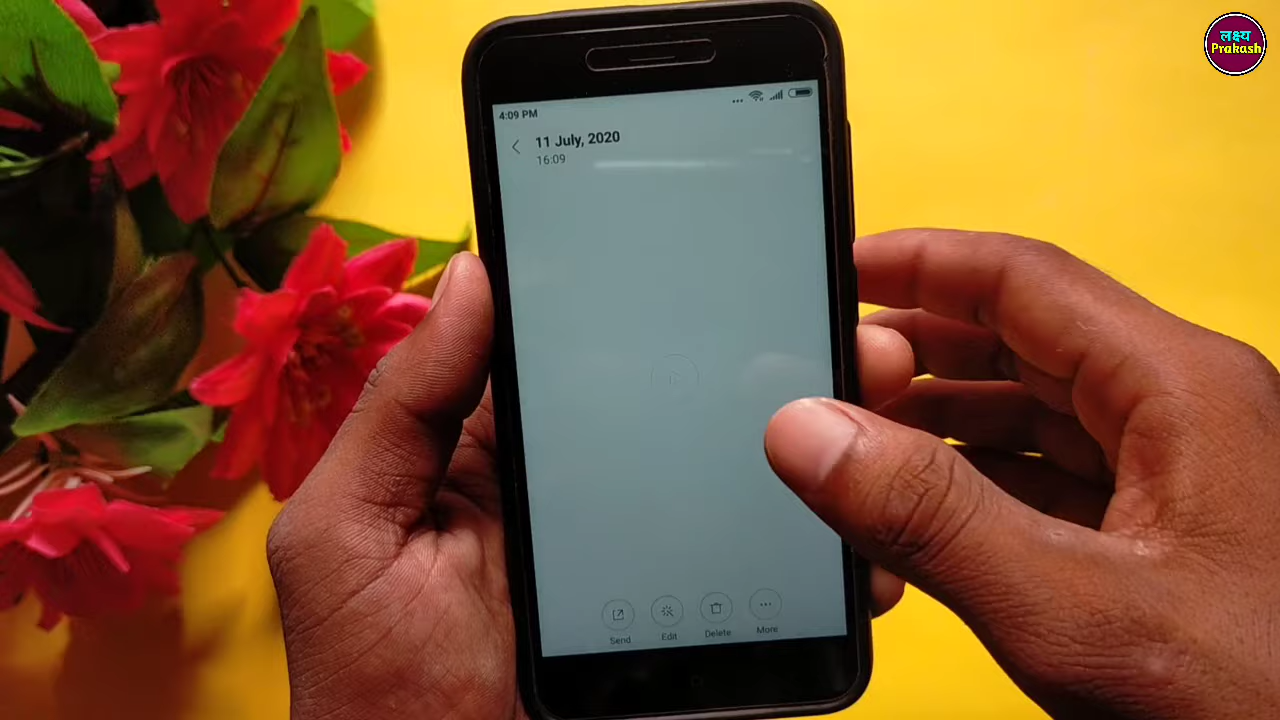 लक्ष्य
Prakash
4:09 PM
11 July, 2020
16:09
Send
Edit
Delete
More